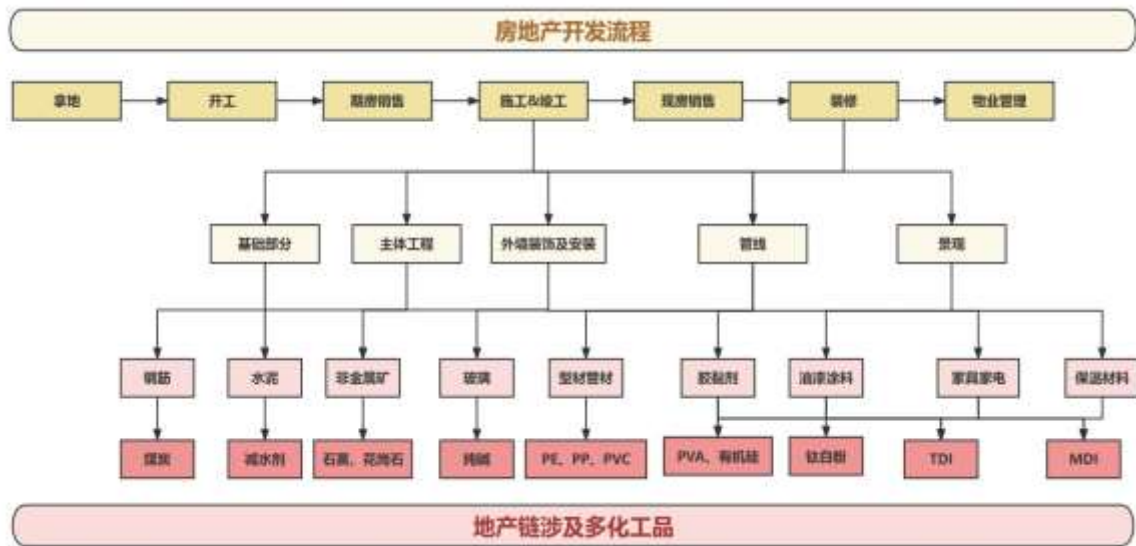 房地产开发流程
拿地
开工
期房销售
施工&竣工
现房销售
装修
物业管理
基础部分
主体工程
外墙装饰及安装
管线
景观
钢筋
水泥
非金属矿
玻璃
型材管材
胶黏剂
油漆涂料
家具家电
保温材料
煤炭
减水剂
石膏、花岗石
纯碱
PE、PP、PVC
PVA、有机硅
钛白粉
TDI
MDI
地产链涉及多化工品